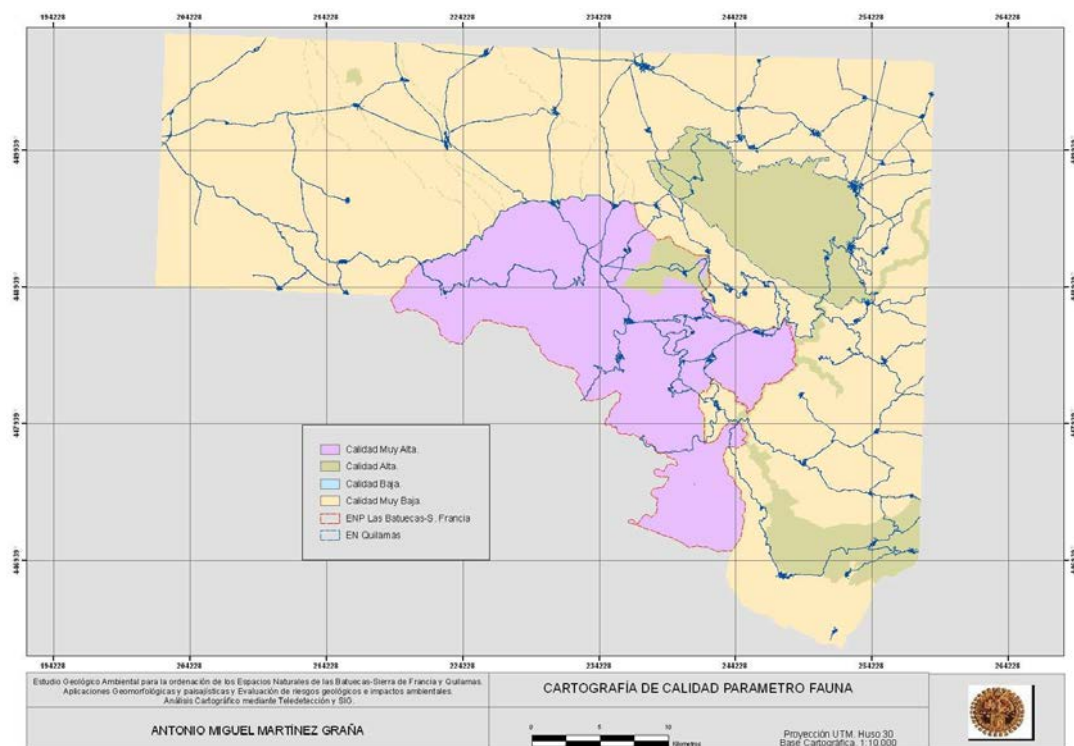 194228 204228 214228 224228 234228 244228 254228 264228
Calidad Muy Alta.
Calidad Alta.
Calidad Baja.
Calidad Muy Baja.
ENP Las Batuecas-S. Francia
EN Quilamas
194228 204228 214228 224228 234228 244228 254228 264228
Estudio Geológico Ambiental para la ordenación de los Espacios Naturales de las Batuecas-Sierra de Francia y Quilamas.
Aplicaciones Geomorfológicas y paisajísticas y Evaluación de riesgos geológicos e impactos ambientales.
Análisis Cartográfico mediante Teledetección y SIG.
ANTONIO MIGUEL MARTÍNEZ GRAÑA
CARTOGRAFÍA DE CALIDAD PARAMETRO FAUNA
0 5 10
Kilometros
Proyección UTM. Huso 30
Base Cartográfica. 1:10.000